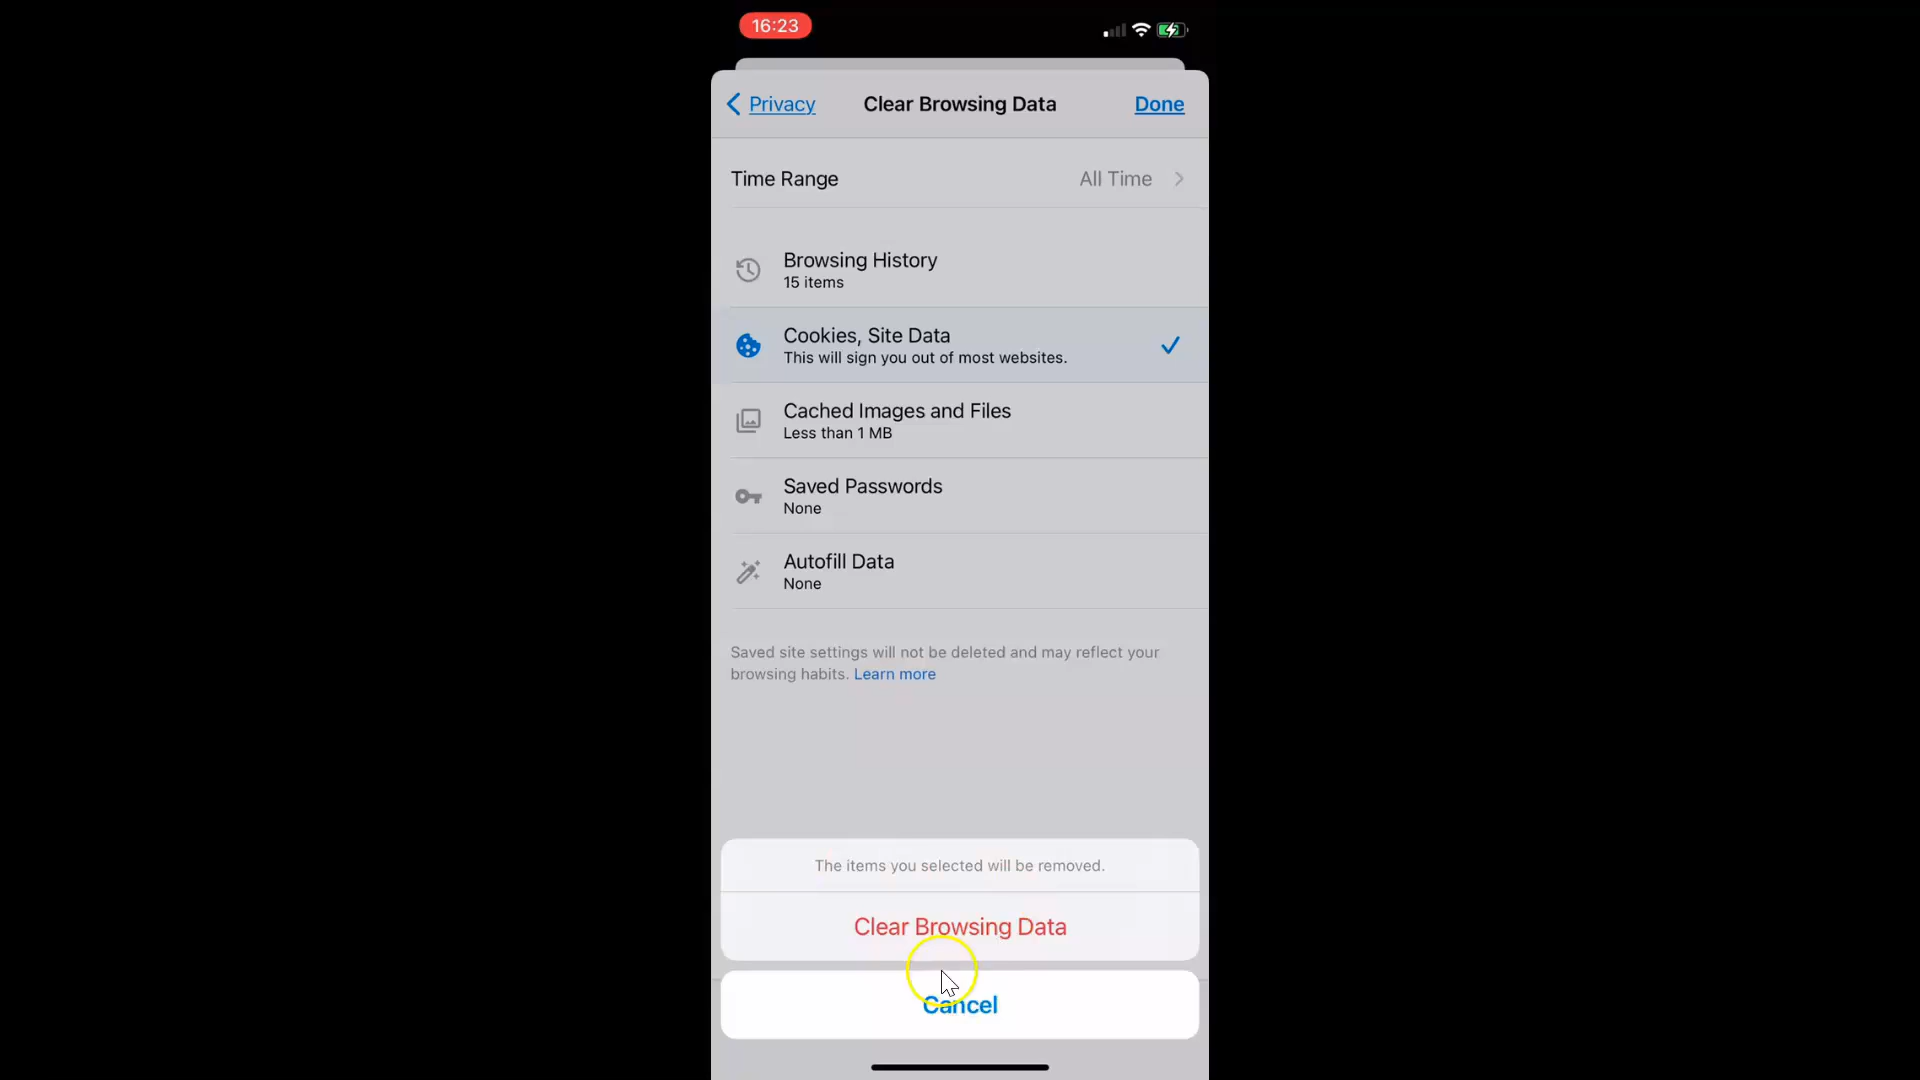 16:23
Privacy
Clear Browsing Data
Done
Time Range
All Time
Browsing History
15 items
Cookies, Site Data
This will sign you out of most websites.
Cached Images and Files
Less than 1 MB
Saved Passwords
None
Autofill Data
None
Saved site settings will not be deleted and may reflect your
browsing habits. Learn more
The items you selected will be removed.
Clear Browsing Data
Cancel